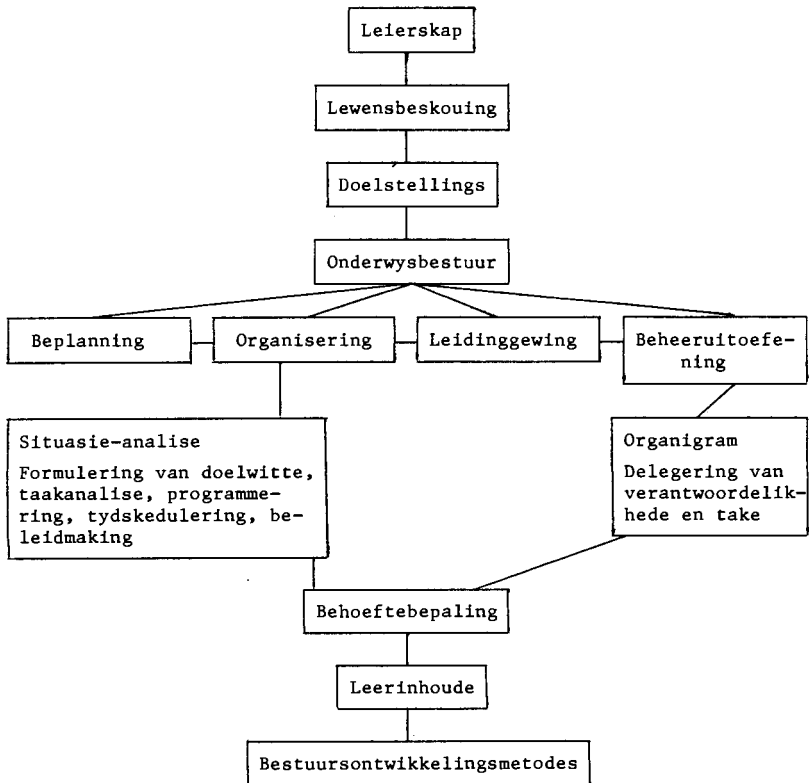 Leierskap
Lewensbeskouing
Doelstellings
Onderwysbestuur
Beplanning
Organisering
Leidinggewing
Beheeruitoefe-
ning
Situasie-analise
Formulering van doelwitte,
taakanalise, programme-
ring, tydskedulering, be-
leidmaking
Organigram
Delegering van
verantwoordelik-
hede en take
Behoeftebepaling
Leerinhoude
Bestuursontwikkelingsmetodes